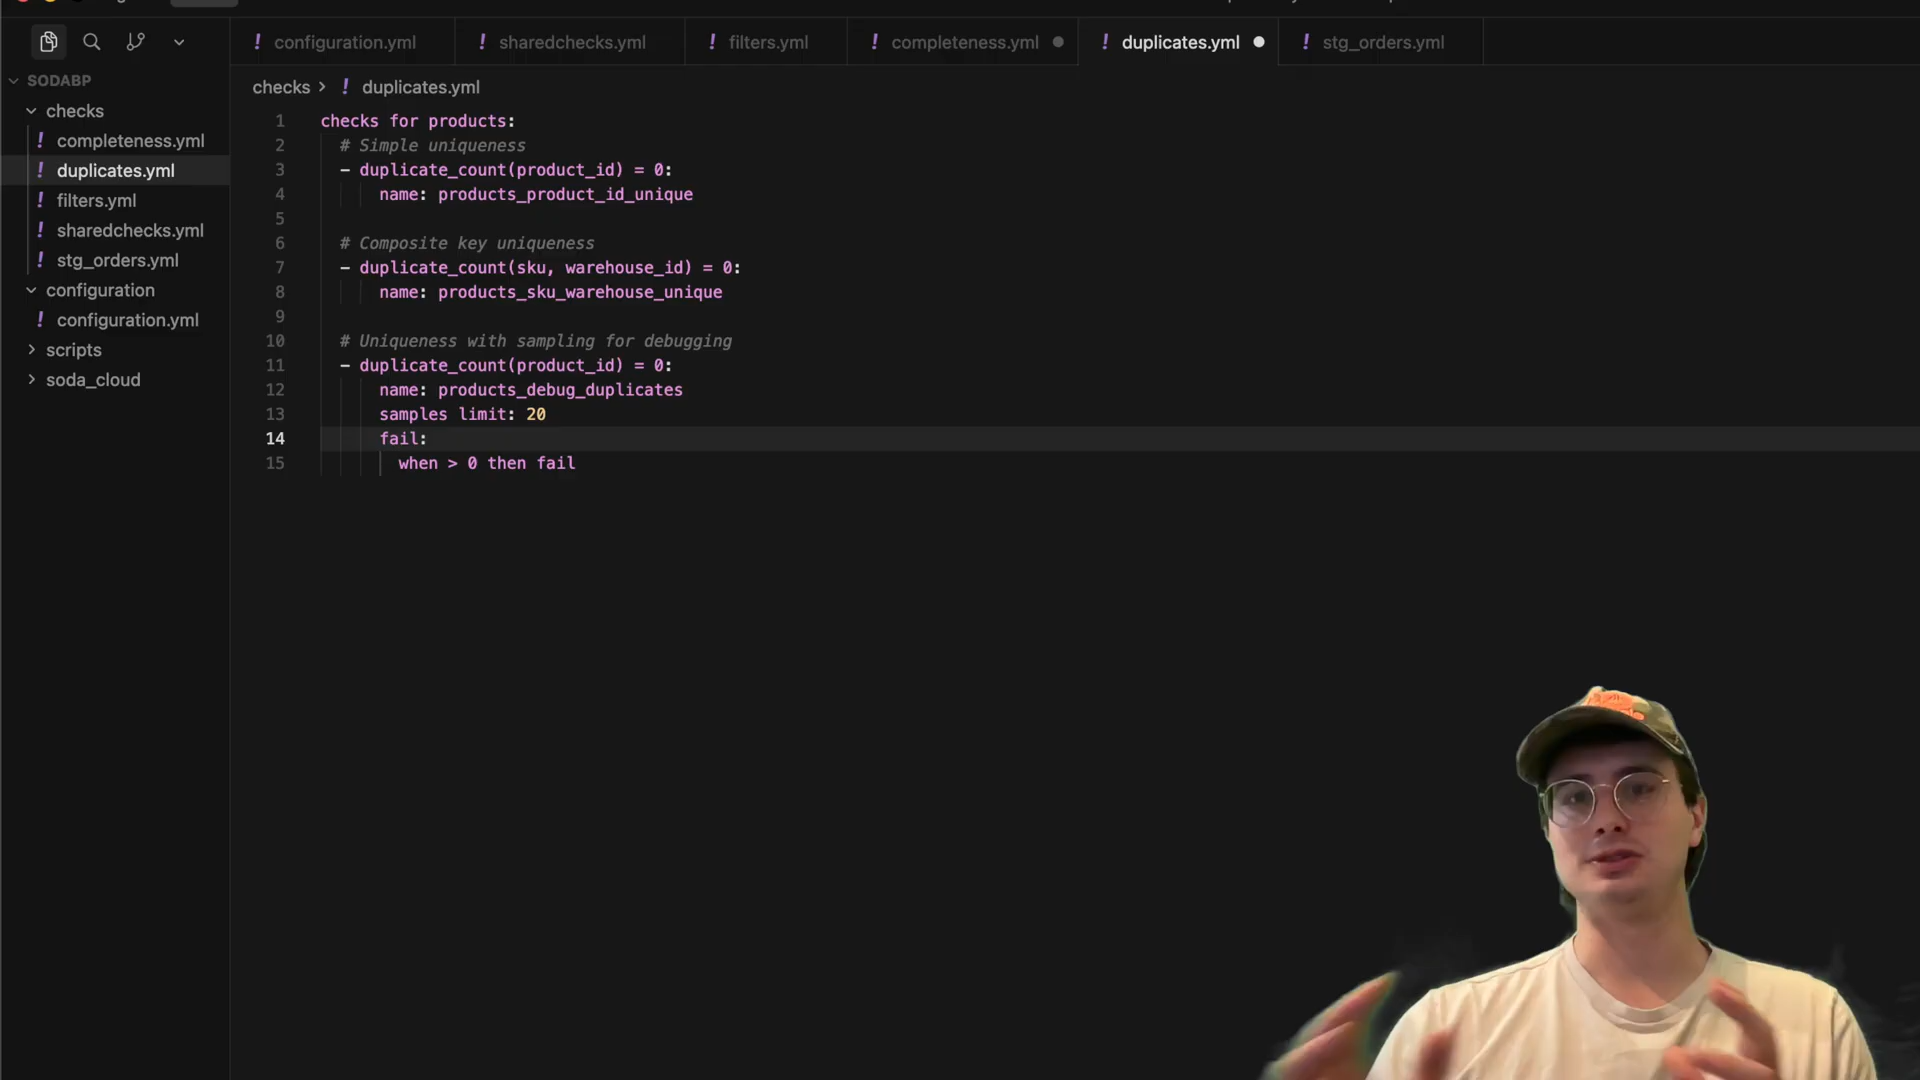 configuration.yml
sharedchecks.yml
filters.yml
completeness.yml
duplicates.yml
stg_orders.yml
SODABP
checks
completeness.yml
duplicates.yml
filters.yml
sharedchecks.yml
stg_orders.yml
configuration
configuration.yml
scripts
soda_cloud
checks > ! duplicates.yml
1 checks for products:
2 # Simple uniqueness
3 - duplicate_count(product_id) = 0:
4 name: products_product_id_unique
5
6 # Composite key uniqueness
7 - duplicate_count(sku, warehouse_id) = 0:
8 name: products_sku_warehouse_unique
9
10 # Uniqueness with sampling for debugging
11 - duplicate_count(product_id) = 0:
12 name: products_debug_duplicates
13 samples limit: 20
14 fail:
15 when > 0 then fail